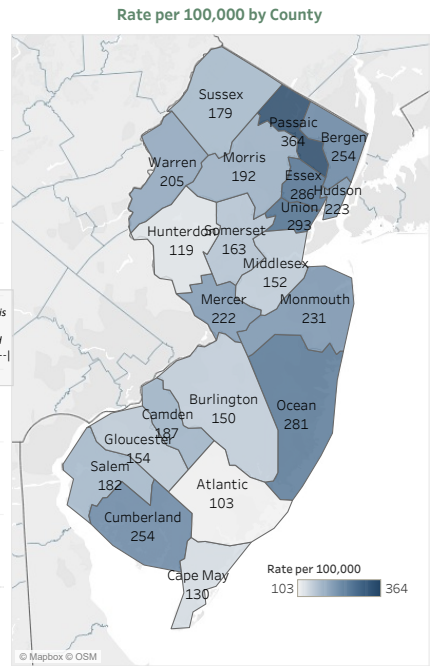 Rate per 100,000 by County
Sussex
179
Passaic
364
Bergen
254
Warren
205
Morris
192
Essex
286
Hudson
223
Union
293
Hunterdon
119
Somerset
163
Middlesex
152
Mercer
222
Monmouth
231
Burlington
150
Ocean
281
Camden
187
Gloucester
154
Salem
182
Atlantic
103
Cumberland
254
Cape May
130
Rate per 100,000
103 364
© Mapbox © OSM
is